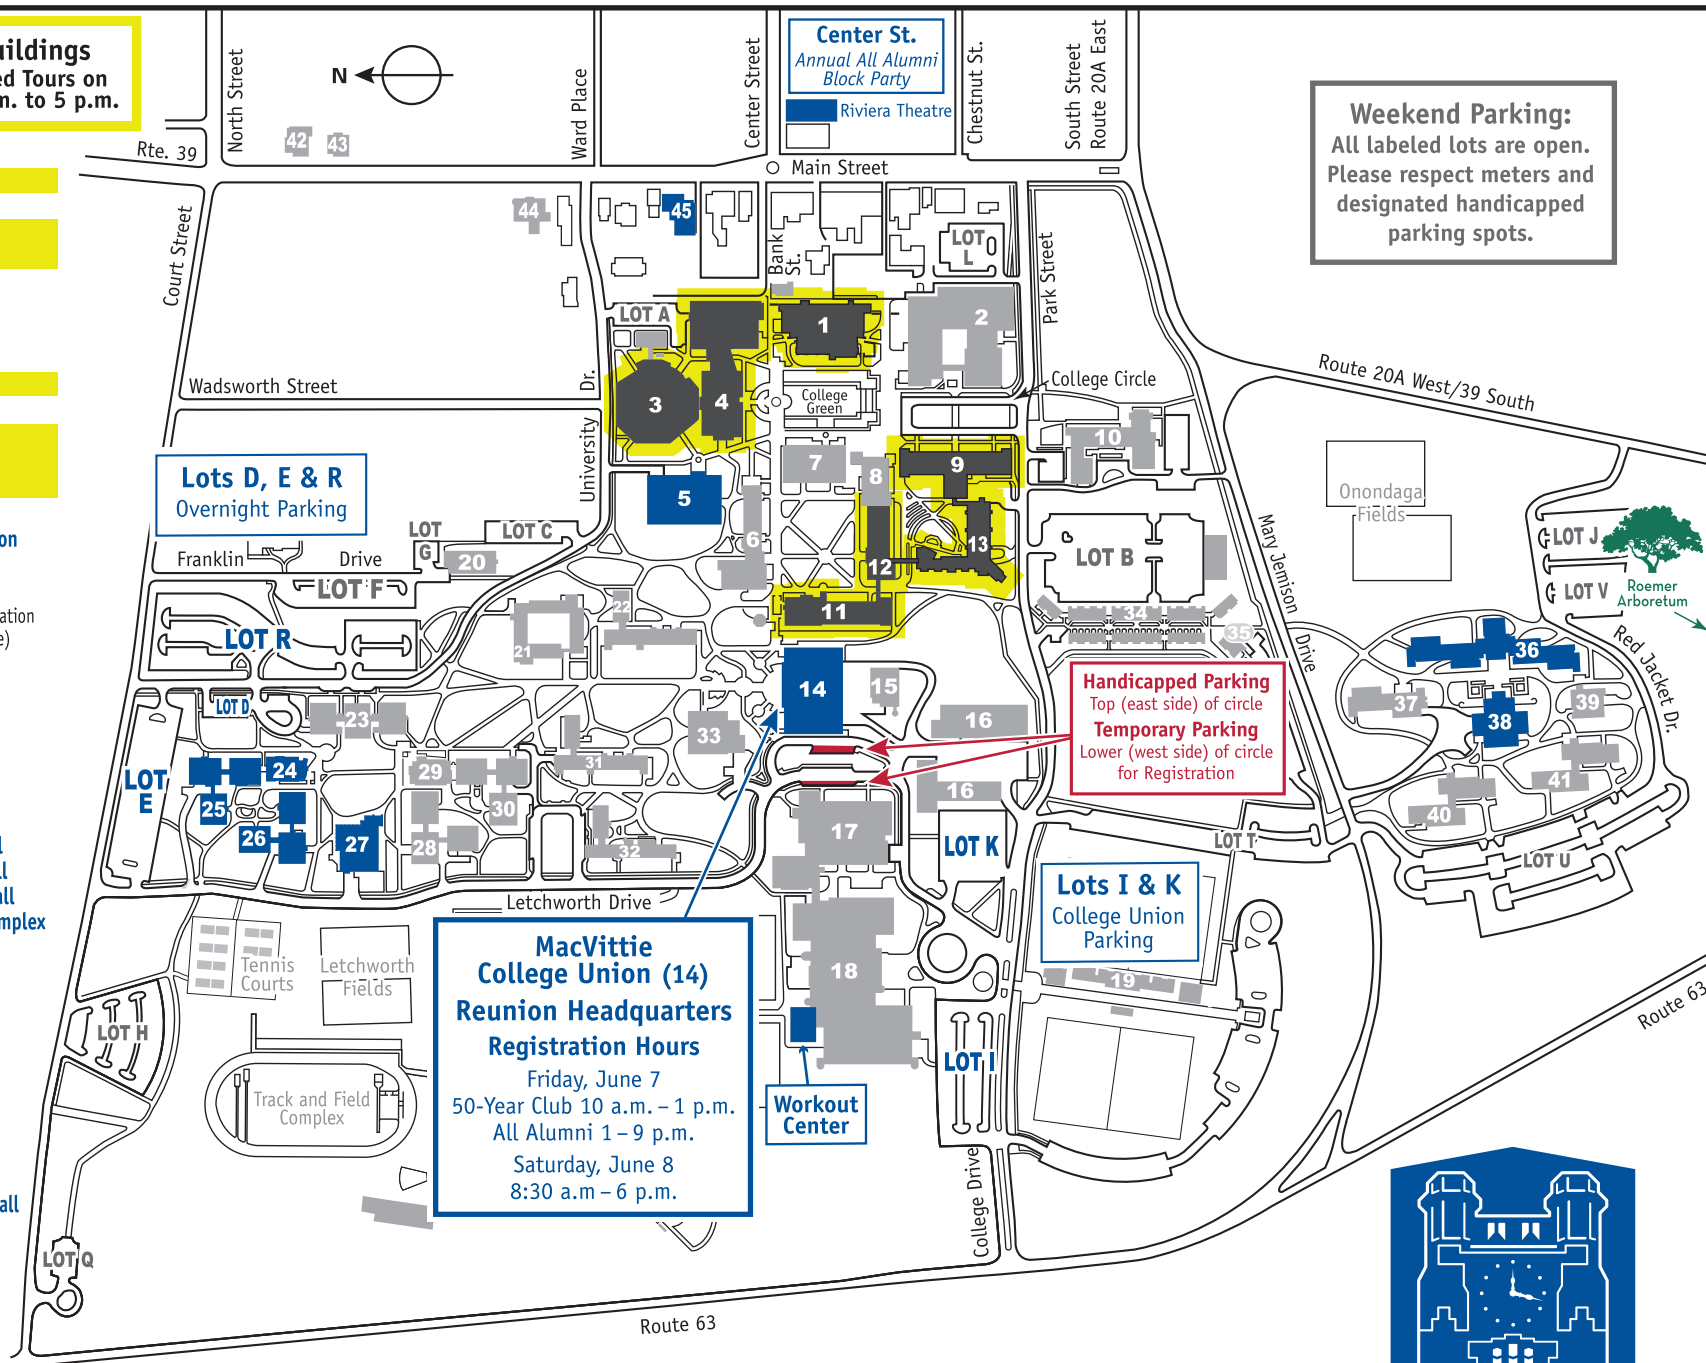 uildings
ed Tours on
m. to 5 p.m.
on
ation
e)
l
ll
all
mplex
all
N
North Street
Ward Place
Center Street
Center St.
Annual All Alumni
Block Party
Riviera Theatre
Chestnut St.
South Street
Route 20A East
Weekend Parking:
All labeled lots are open.
Please respect meters and
designated handicapped
parking spots.
Rte. 39
42
43
Main Street
Court Street
44
45
Bank
St.
LOT
L
Park Street
LOT A
1
2
3
4
College
Green
College Circle
Wadsworth Street
University
Dr.
Route 20A West/39 South
Lots D, E & R
Overnight Parking
5
6
7
8
9
10
11
12
13
Onondaga
Fields
LOT
G
LOT C
Franklin
Drive
20
LOT F
LOT B
LOT J
LOT V
Roemer
Arboretum
Mary Jemison
Drive
Red Jacket Dr.
LOT R
21
22
34
35
36
37
38
39
40
41
LOT D
LOT
E
23
24
25
26
27
28
29
30
31
32
33
14
15
16
16
Handicapped Parking
Top (east side) of circle
Temporary Parking
Lower (west side) of circle
for Registration
17
LOT K
LOT T
LOT U
Lots I & K
College Union
Parking
Letchworth Drive
18
19
Tennis
Courts
Letchworth
Fields
LOT H
Track and Field
Complex
MacVittie
College Union (14)
Reunion Headquarters
Registration Hours
Friday, June 7
50-Year Club 10 a.m. – 1 p.m.
All Alumni 1 – 9 p.m.
Saturday, June 8
8:30 a.m – 6 p.m.
Workout
Center
LOT I
College Drive
LOT Q
Route 63
Route 63